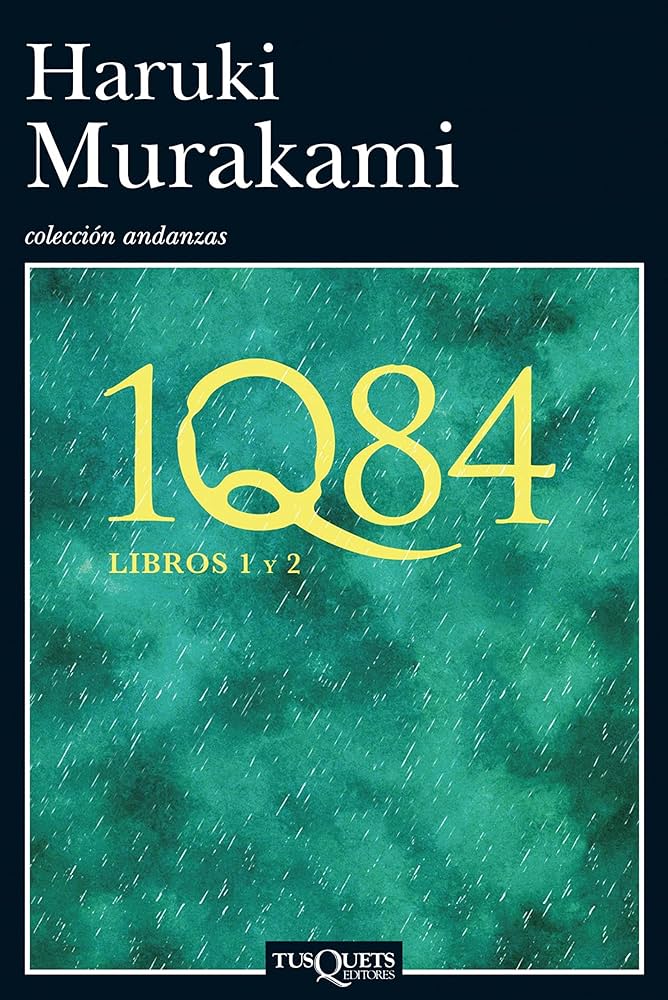 Haruki
Murakami
colección andanzas
1Q84
LIBROS 1 Y 2
TUSQUETS
EDITORES